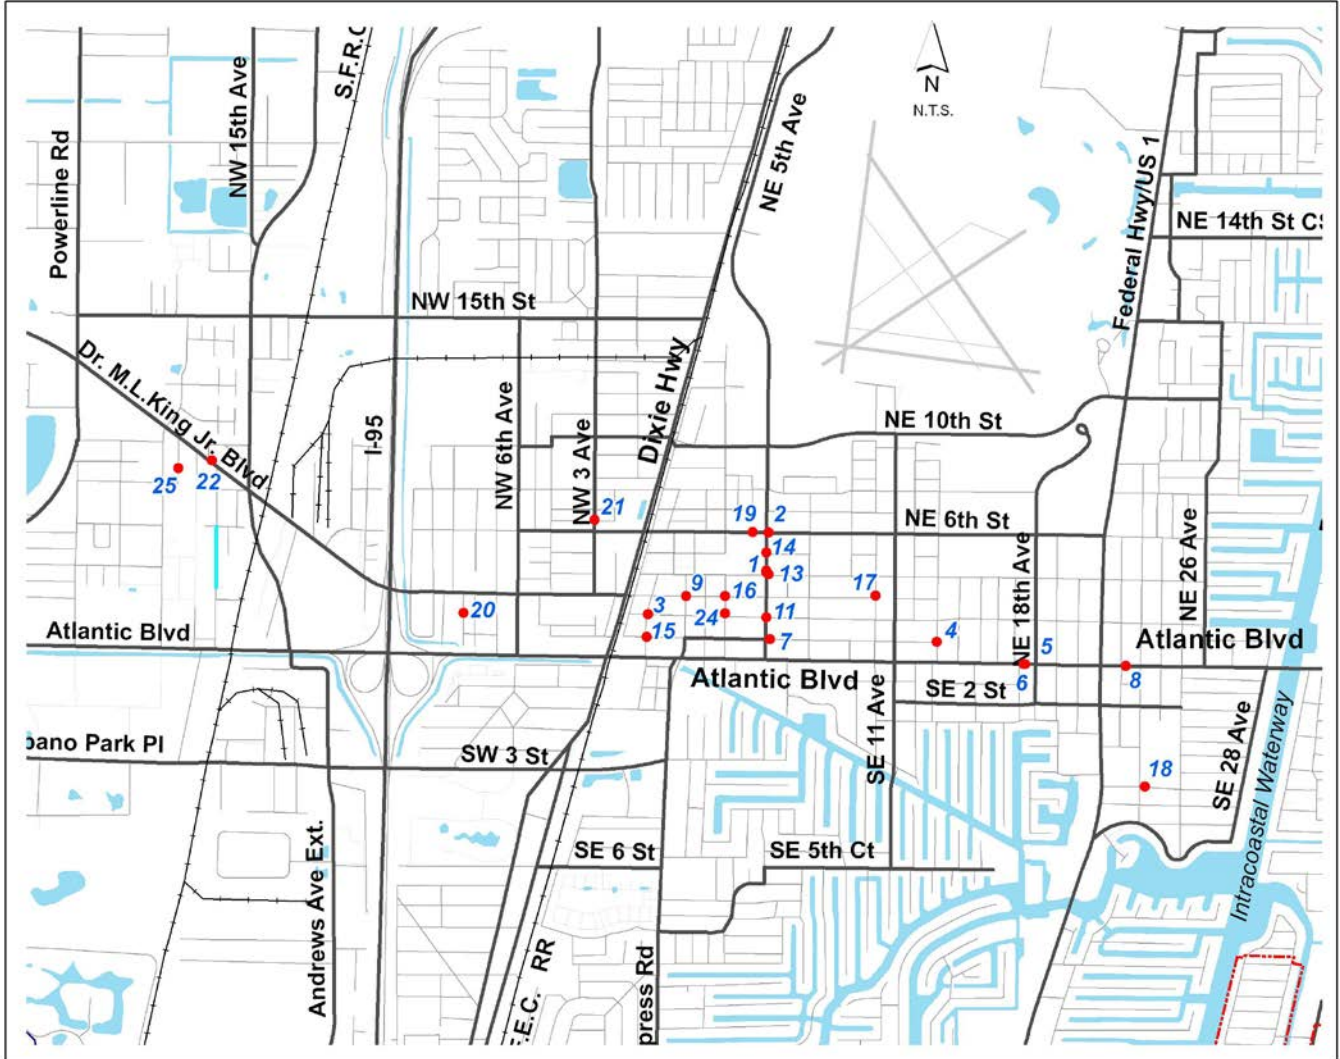 N
N.T.S.
S.F.R.C
NW 15th Ave
Powerline Rd
NE 5th Ave
Federal Hwy/US 1
NE 14th St C
NW 15th St
Dr. M.L.King Jr. Blvd
Dixie Hwy
I-95
NW 6th Ave
NW 3 Ave
NE 10th St
25
22
21
19
2
NE 6th St
14
1
13
NE 18th Ave
NE 26 Ave
9
16
17
3
24
11
20
15
7
4
5
Atlantic Blvd
Atlantic Blvd
Atlantic Blvd
6
8
SE 2 St
SE 11 Ave
SE 28 Ave
Intracoastal Waterway
bano Park Pl
SW 3 St
18
Andrews Ave Ext.
SE 6 St
SE 5th Ct
F.E.C. RR
press Rd